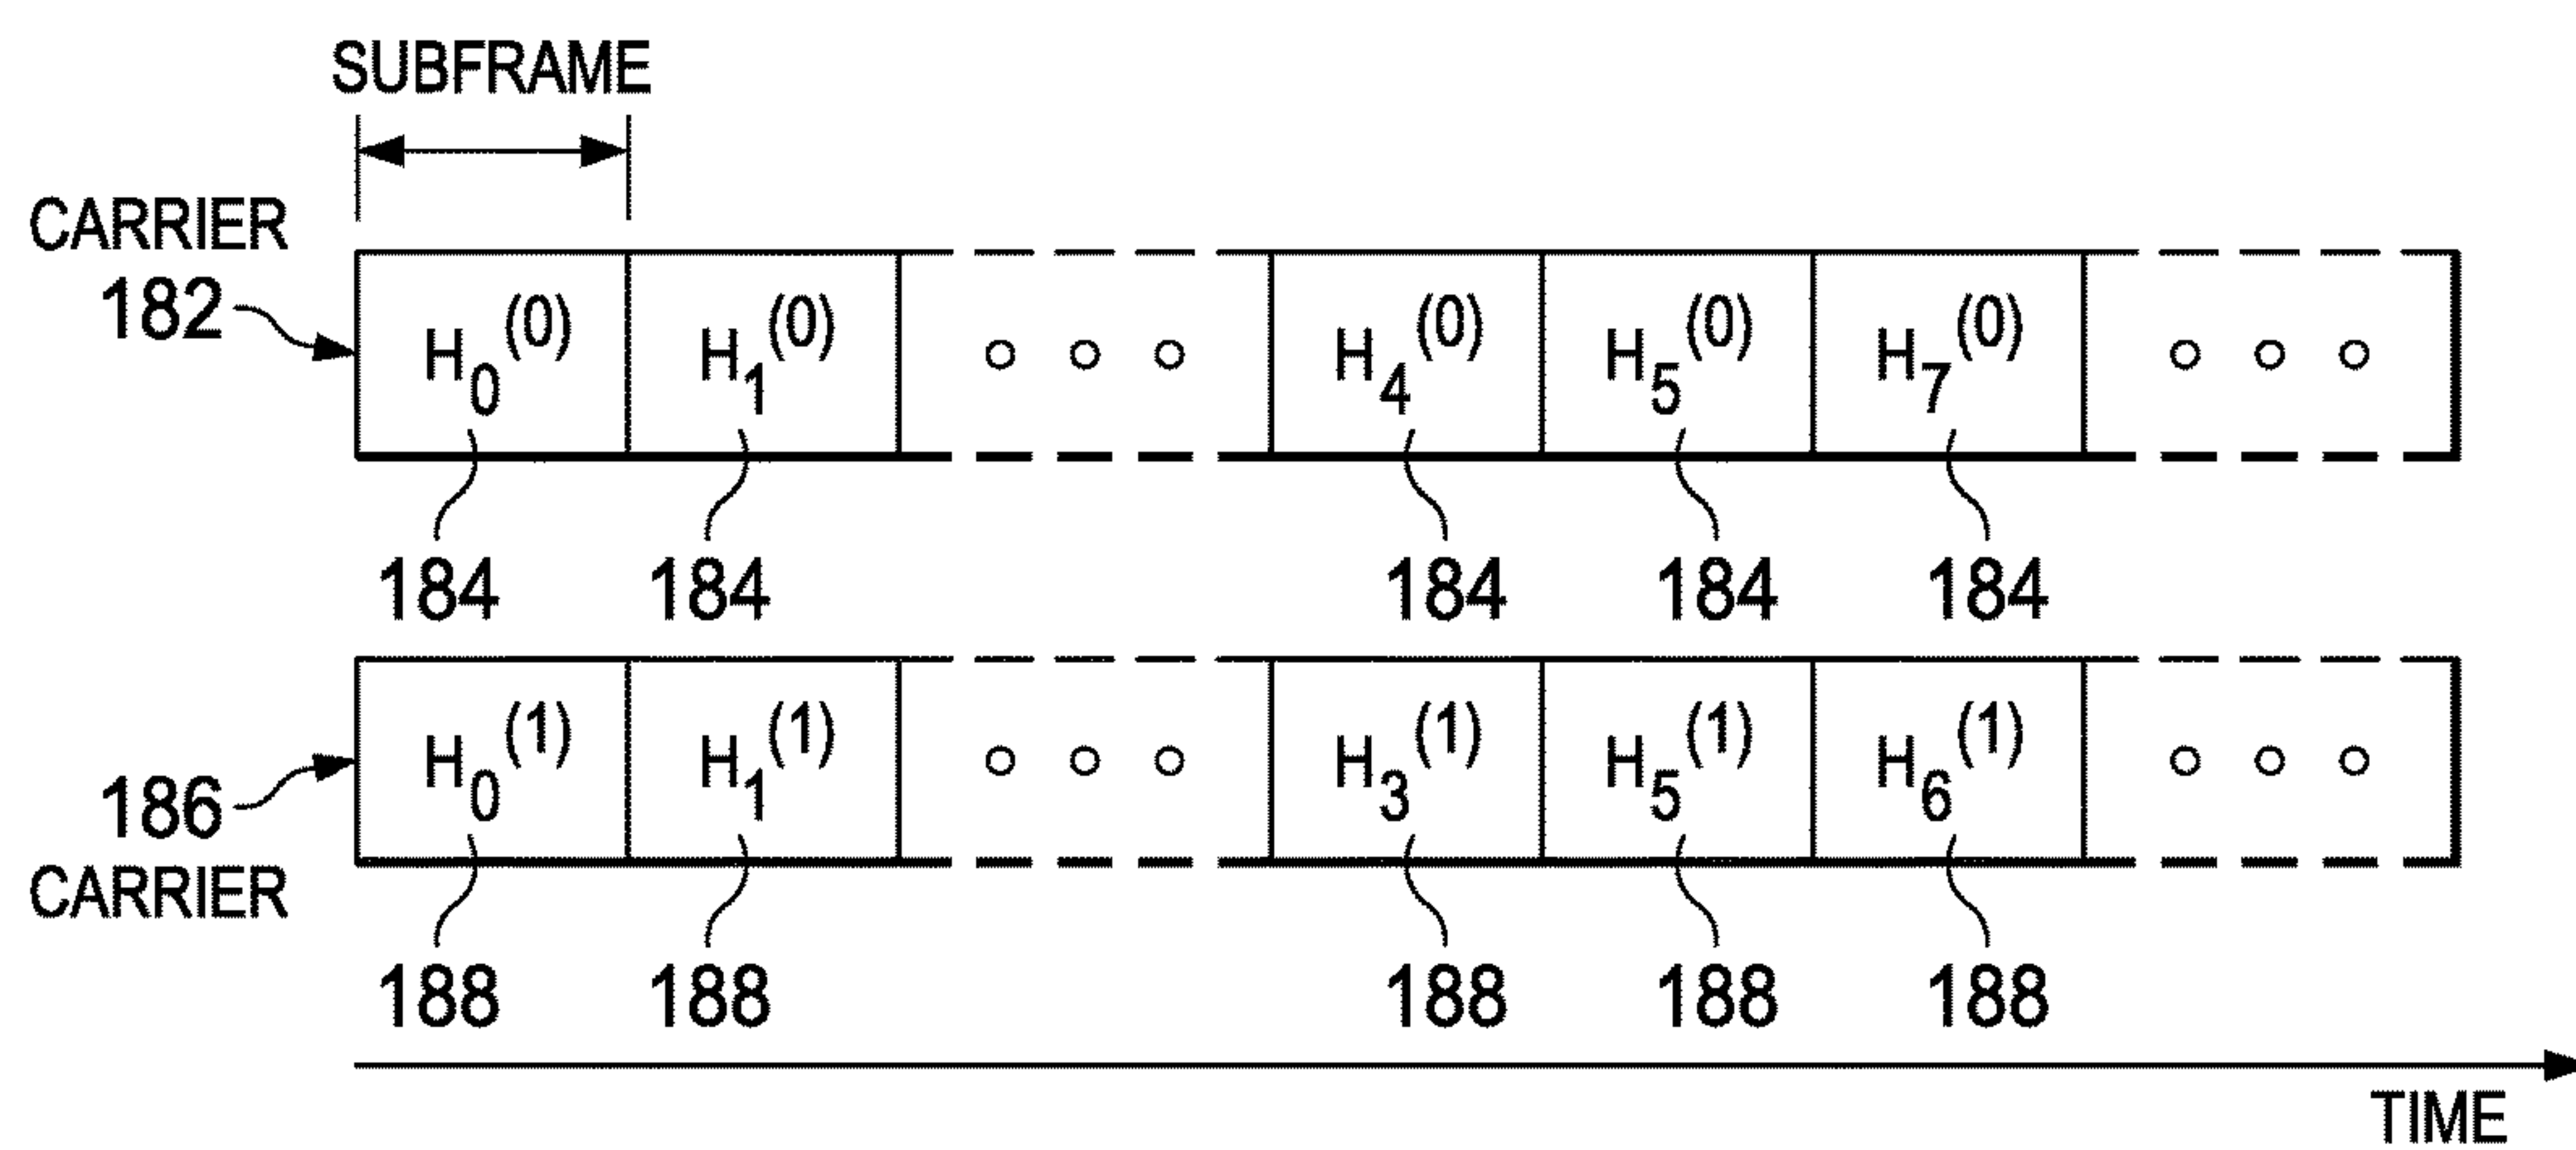 SUBFRAME
CARRIER
182
H0(0) H1(0) H4(0) H5(0) H7(0)
184 184 184 184 184
H0(1) H1(1) H3(1) H5(1) H6(1)
186
CARRIER
188 188 188 188 188
TIME